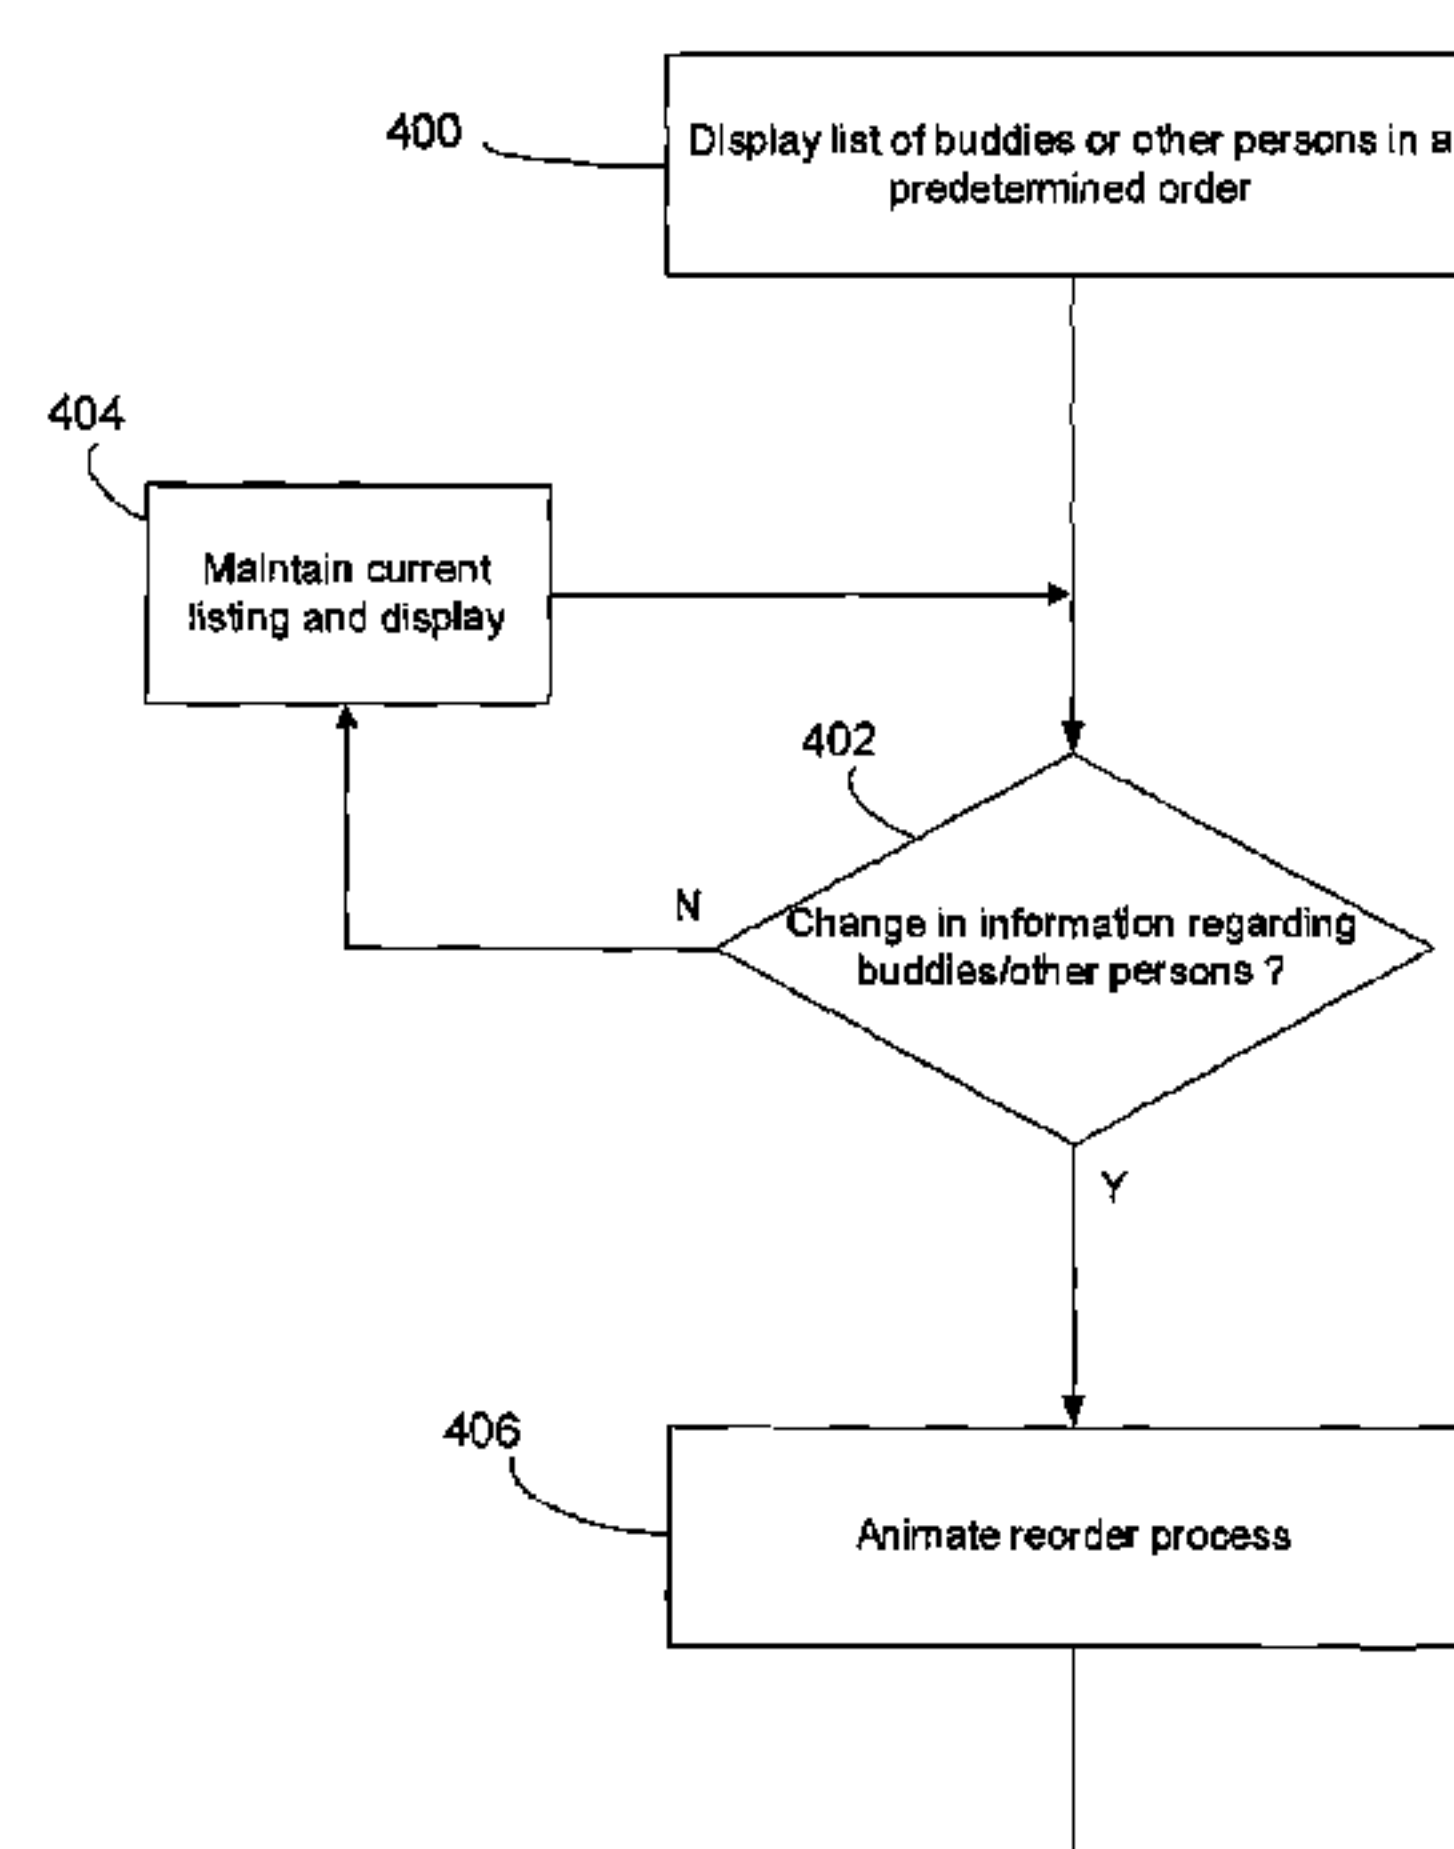 400
Display list of buddies or other persons in a
predetermined order
404
Maintain current
listing and display
402
N
Change in information regarding
buddies/other persons ?
Y
406
Animate reorder process